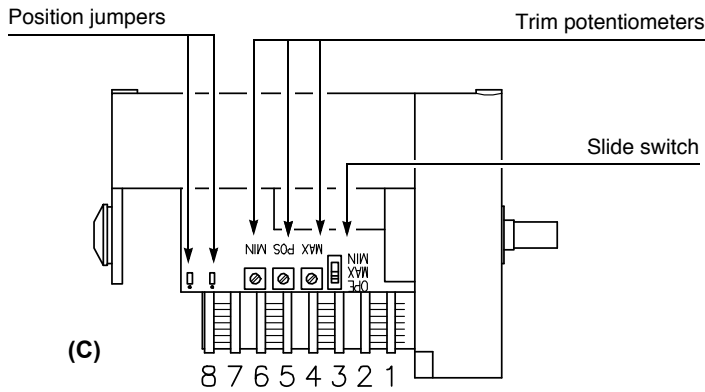 Position jumpers
Trim potentiometers
Slide switch
MIN POS MAX
MIN
MAX
OPE
(C)
8 7 6 5 4 3 2 1